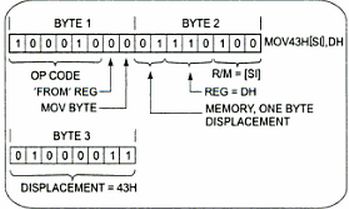 BYTE 1 BYTE 2
1 0 0 0 1 0 0 0 0 1 1 1 0 1 0 0 MOV43H[SI],DH
OP CODE R/M = [SI]
'FROM' REG REG = DH
MOV BYTE MEMORY, ONE BYTE
DISPLACEMENT
BYTE 3
0 1 0 0 0 0 1 1
DISPLACEMENT = 43H